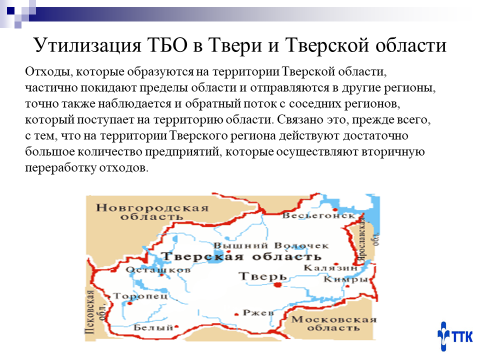 Утилизация ТБО в Твери и Тверской области
Отходы, которые образуются на территории Тверской области,
частично покидают пределы области и отправляются в другие регионы,
точно также наблюдается и обратный поток с соседних регионов,
который поступает на территорию области. Связано это, прежде всего,
с тем, что на территории Тверского региона действуют достаточно
большое количество предприятий, которые осуществляют вторичную
переработку отходов.
Новгородская
область
Весьегонск
Ярославская
обл.
Вышний Волочек
Тверская область
Осташков
Калязин
Тверь
Кимры
Псковская
обл.
Торопец
Ржев
Московская
область
Белый
ТТК